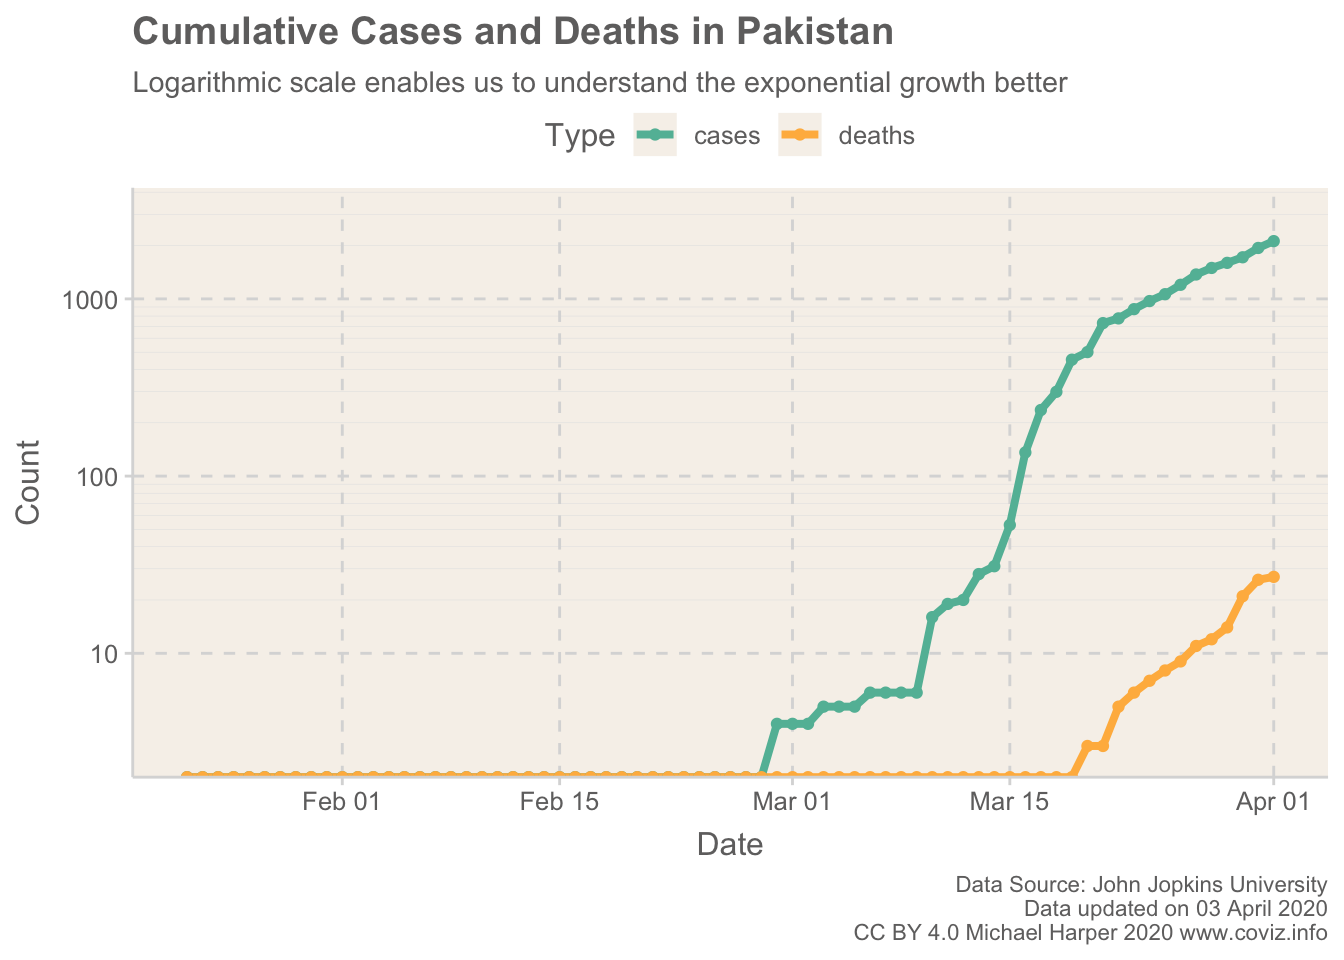 Cumulative Cases and Deaths in Pakistan
Logarithmic scale enables us to understand the exponential growth better
Type cases deaths
1000
100
10
Count
Feb 01 Feb 15 Mar 01 Mar 15 Apr 01
Date
Data Source: John Jopkins University
Data updated on 03 April 2020
CC BY 4.0 Michael Harper 2020 www.coviz.info